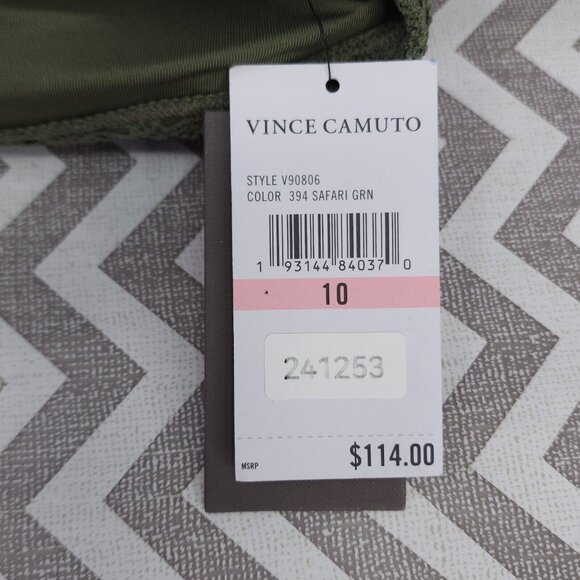 VINCE CAMUTO
STYLE V90806
COLOR 394 SAFARI GRN
1 93144 84037 0
10
241253
MSRP $114.00